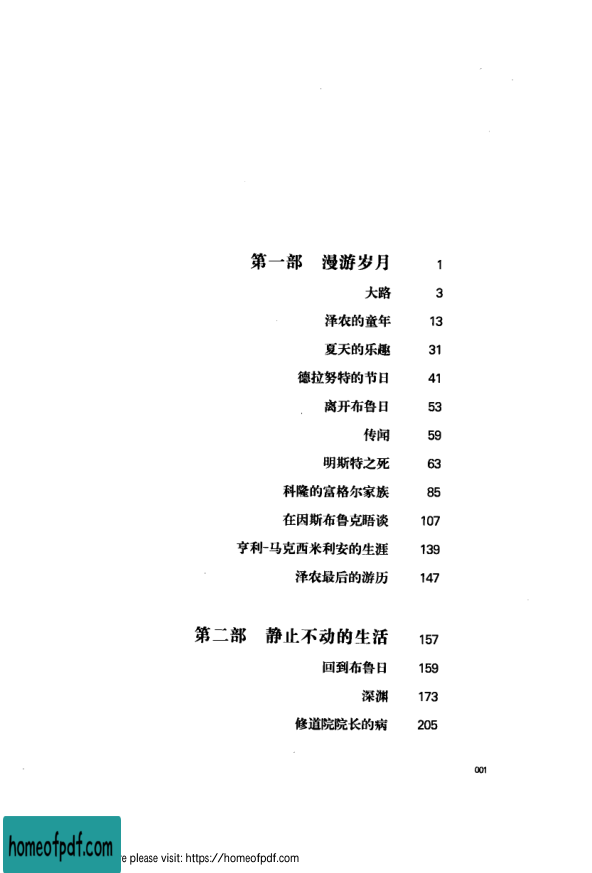 第一部 漫游岁月 1
大路 3
泽农的童年 13
夏天的乐趣 31
德拉努特的节日 41
离开布鲁日 53
传闻 59
明斯特之死 63
科隆的富格尔家族 85
在因斯布鲁克晤谈 107
亨利-马克西米利安的生涯 139
泽农最后的游历 147
第二部 静止不动的生活 157
回到布鲁日 159
深渊 173
修道院院长的病 205
001
homeofpdf.com
e please visit: https://homeofpdf.com